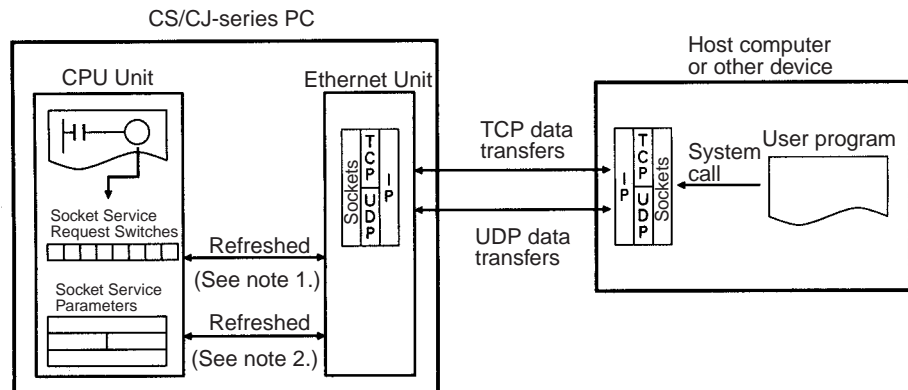 CS/CJ-series PC
CPU Unit
Ethernet Unit
Socket Service
Request Switches
Socket Service
Parameters
Refreshed
(See note 1.)
Refreshed
(See note 2.)
Sockets
TCP
UDP
IP
TCP data
transfers
UDP data
transfers
Host computer
or other device
IP
TCP
UDP
Sockets
System
call
User program